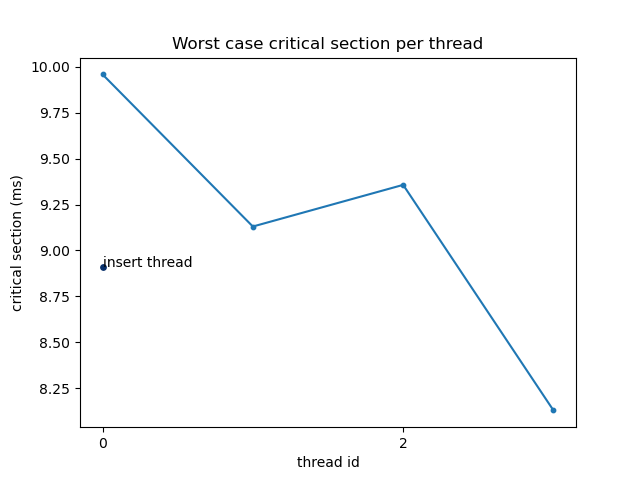 Worst case critical section per thread
10.00
9.75
9.50
9.25
9.00
8.75
8.50
8.25
critical section (ms)
insert thread
0
2
thread id